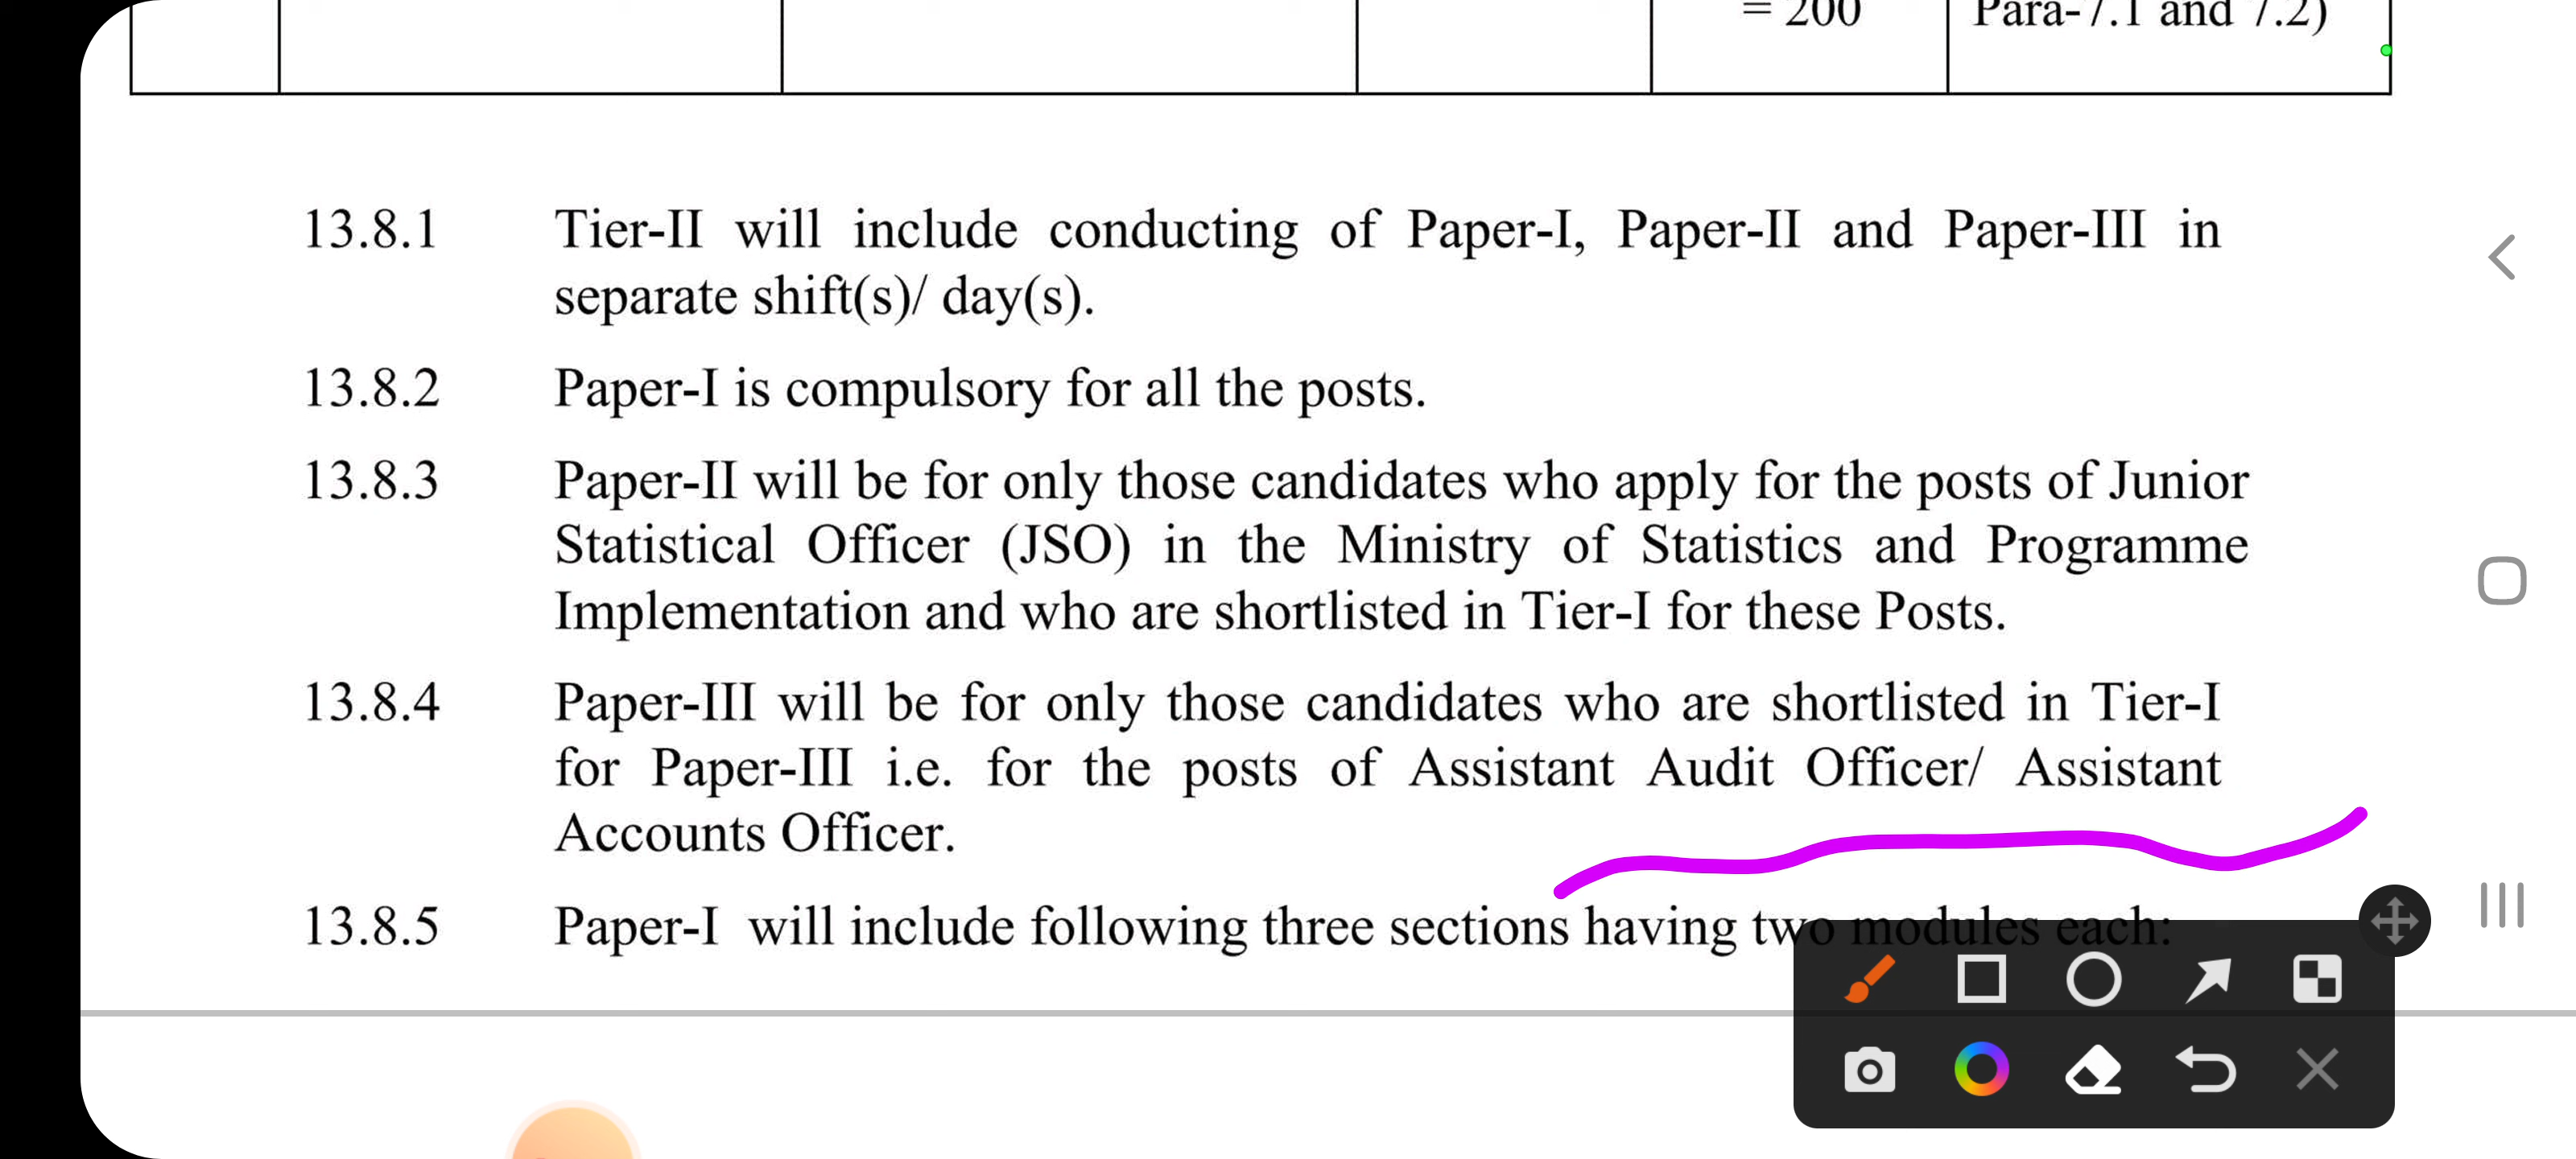 = 200 Para-7.1 and 7.2)
13.8.1 Tier-II will include conducting of Paper-I, Paper-II and Paper-III in
separate shift(s)/ day(s).
13.8.2 Paper-I is compulsory for all the posts.
13.8.3 Paper-II will be for only those candidates who apply for the posts of Junior
Statistical Officer (JSO) in the Ministry of Statistics and Programme
Implementation and who are shortlisted in Tier-I for these Posts.
13.8.4 Paper-III will be for only those candidates who are shortlisted in Tier-I
for Paper-III i.e. for the posts of Assistant Audit Officer/ Assistant
Accounts Officer.
13.8.5 Paper-I will include following three sections having two modules each: